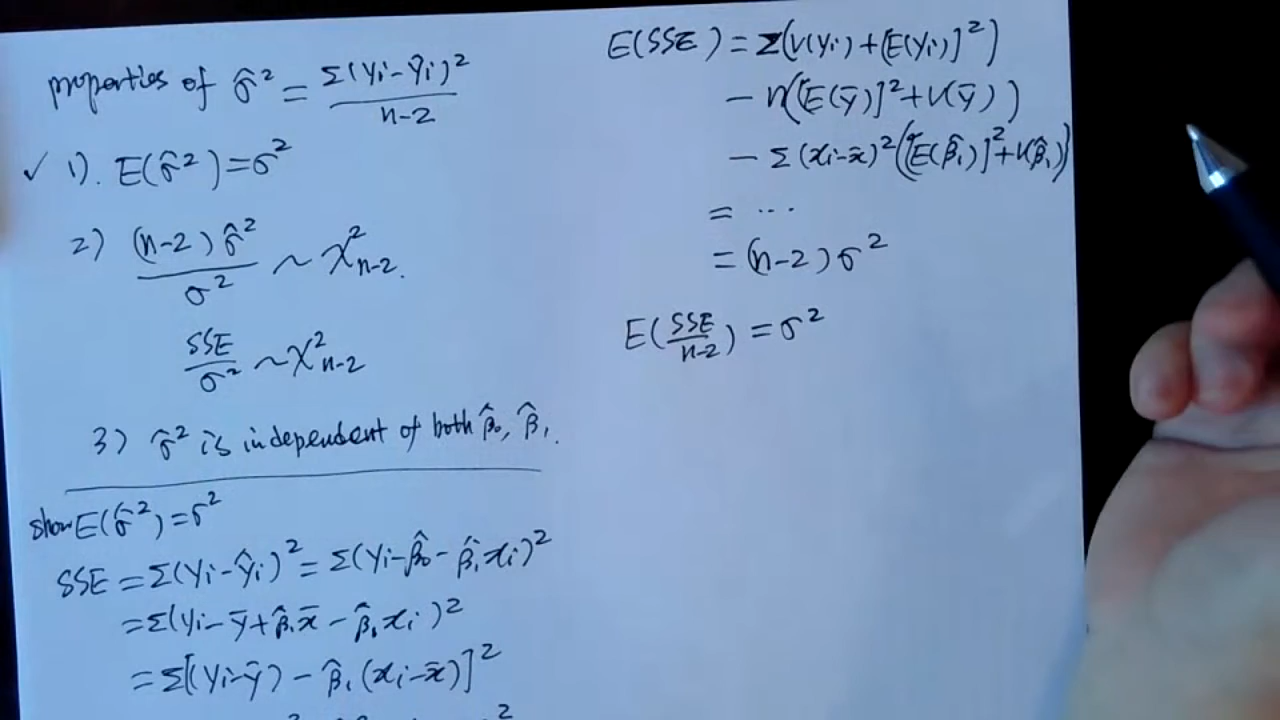 properties of σ̂² = Σ(yi-ŷi)² / n-2
✓ 1). E(σ̂²)=σ²
2) (n-2)σ̂² / σ² ~ χ²n-2.
SSE / σ² ~ χ²n-2
3) σ̂² is independent of both β̂₀, β̂₁.
show E(σ̂²)=σ²
SSE = Σ(yi-ŷi)² = Σ(yi-β̂₀-β̂₁xi)²
=Σ(yi-ȳ+β̂₁x̄-β̂₁xi)²
=Σ[(yi-ȳ)-β̂₁(xi-x̄)]²
E(SSE)=Σ(V(yi)+[E(yi)]²)
-n([E(ȳ)]²+V(ȳ))
-Σ(xi-x̄)²([E(β̂₁)]²+V(β̂₁))
= ...
=(n-2)σ²
E(SSE / n-2)=σ²